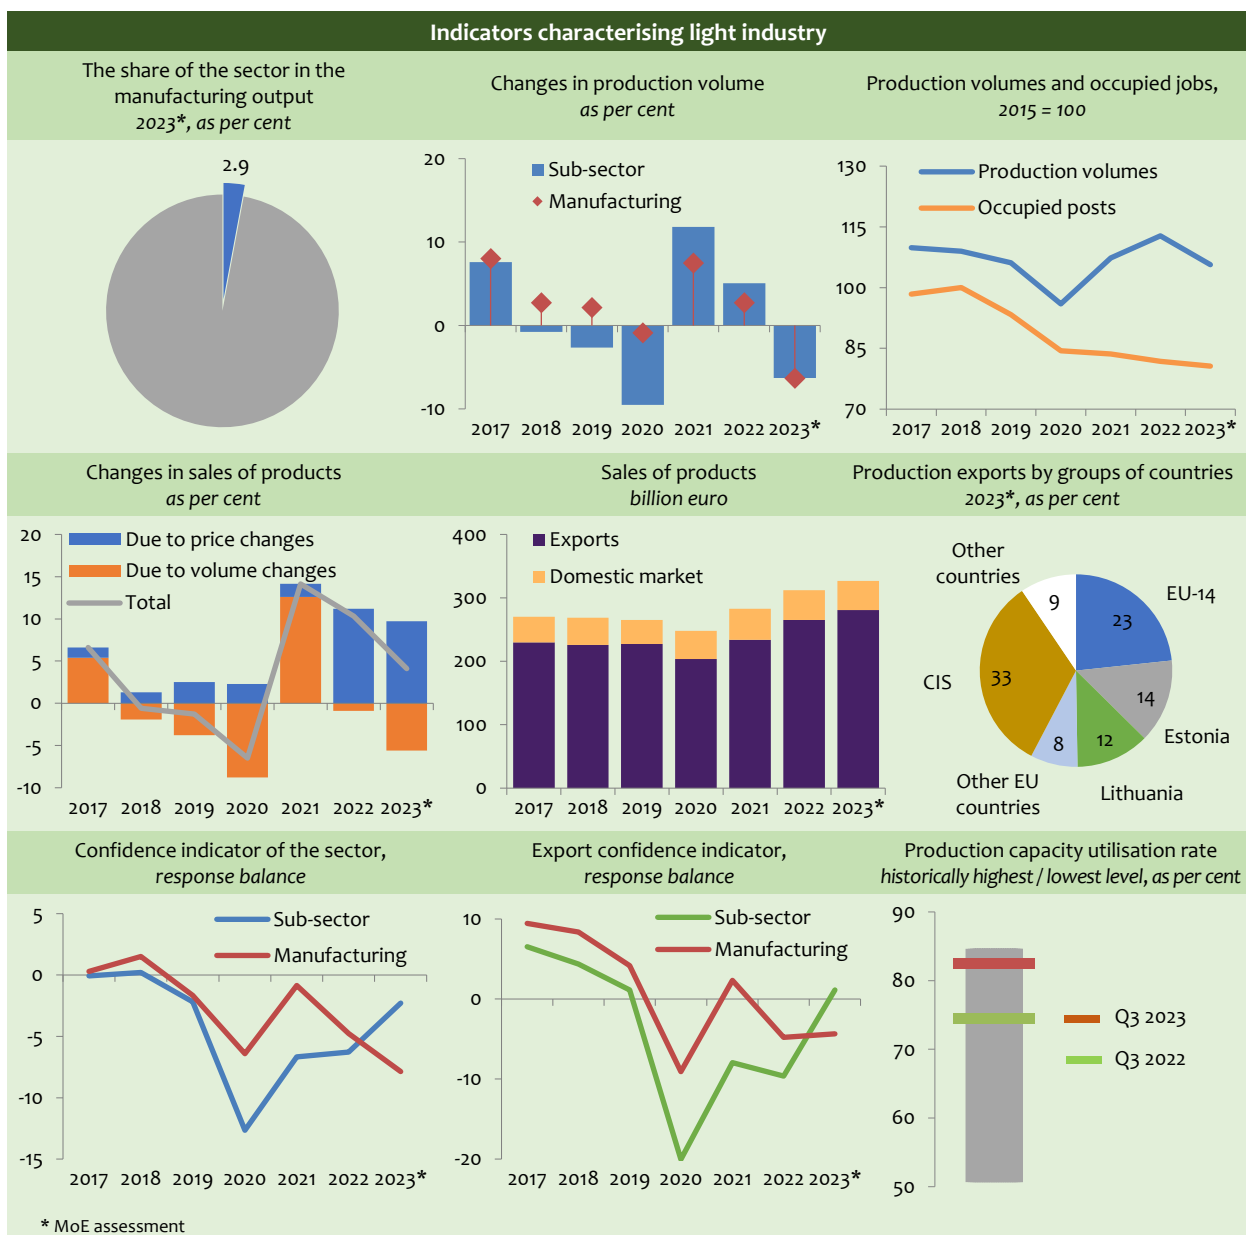 Indicators characterising light industry
The share of the sector in the
manufacturing output
2023*, as per cent
2.9
Changes in production volume
as per cent
20
10
0
-10
Sub-sector
Manufacturing
2017 2018 2019 2020 2021 2022 2023*
Production volumes and occupied jobs,
2015 = 100
130
115
100
85
70
Production volumes
Occupied posts
2017 2018 2019 2020 2021 2022 2023*
Changes in sales of products
as per cent
20
15
10
5
0
-5
-10
Due to price changes
Due to volume changes
Total
2017 2018 2019 2020 2021 2022 2023*
Sales of products
billion euro
400
300
200
100
0
Exports
Domestic market
2017 2018 2019 2020 2021 2022 2023*
Production exports by groups of countries
2023*, as per cent
Other
countries
9
EU-14
23
CIS
33
14
Estonia
12
Lithuania
8
Other EU
countries
Confidence indicator of the sector,
response balance
5
0
-5
-10
-15
Sub-sector
Manufacturing
2017 2018 2019 2020 2021 2022 2023*
Export confidence indicator,
response balance
10
0
-10
-20
Sub-sector
Manufacturing
2017 2018 2019 2020 2021 2022 2023*
Production capacity utilisation rate
historically highest / lowest level, as per cent
90
80
70
60
50
Q3 2023
Q3 2022
* MoE assessment